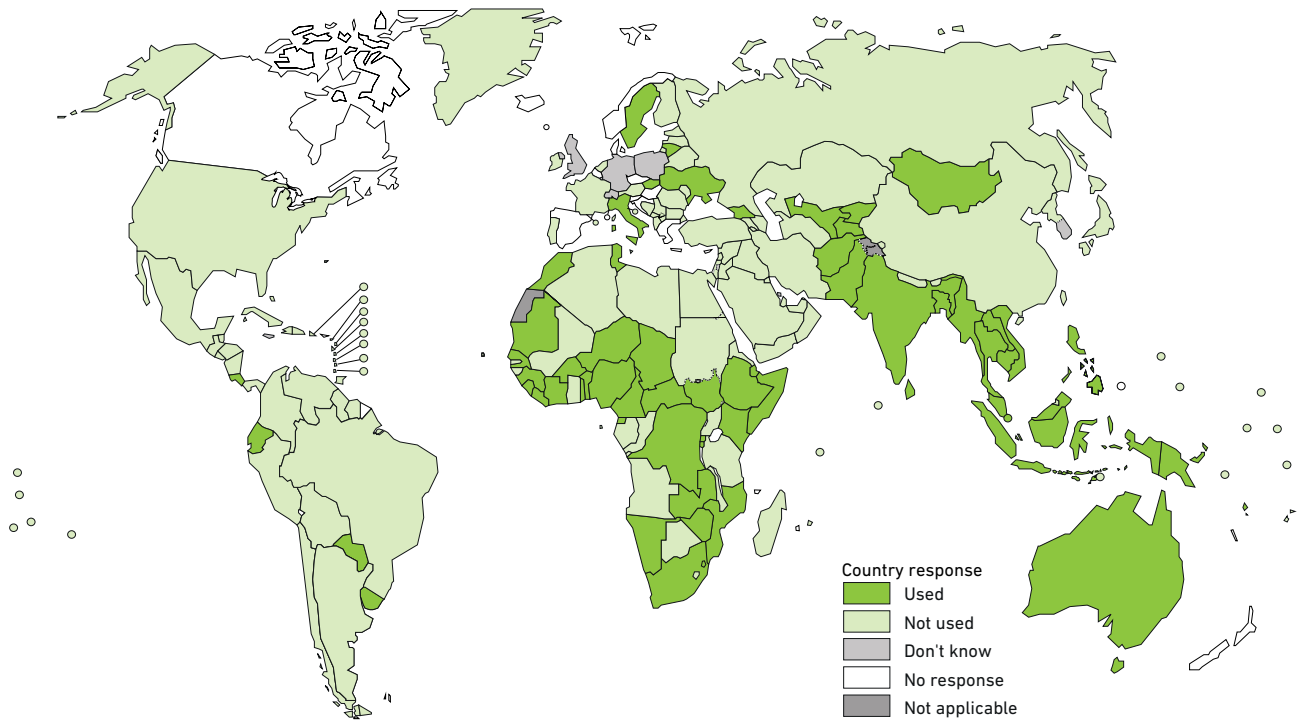 Country response
Used
Not used
Don't know
No response
Not applicable